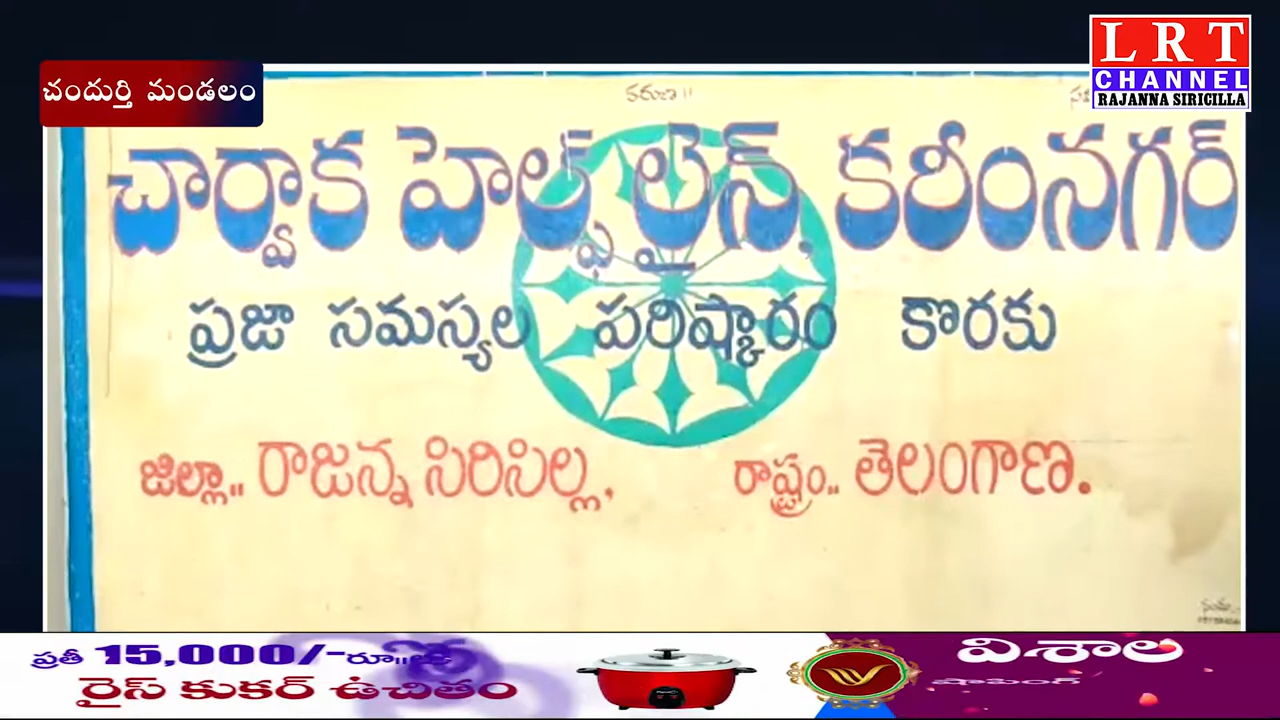 LRT
CHANNEL
RAJANNA SIRICILLA
చందుర్తి మండలం
కరుణ॥
చార్వాక హెల్ప్ లైన్, కరీంనగర్
ప్రజా సమస్యల పరిష్కారం కొరకు
జిల్లా.. రాజన్న సిరిసిల్ల, రాష్ట్రం.. తెలంగాణ.
ప్రతీ 15,000/-రూ॥లకు
రైస్ కుకర్ ఉచితం
విశాల
షాపింగ్